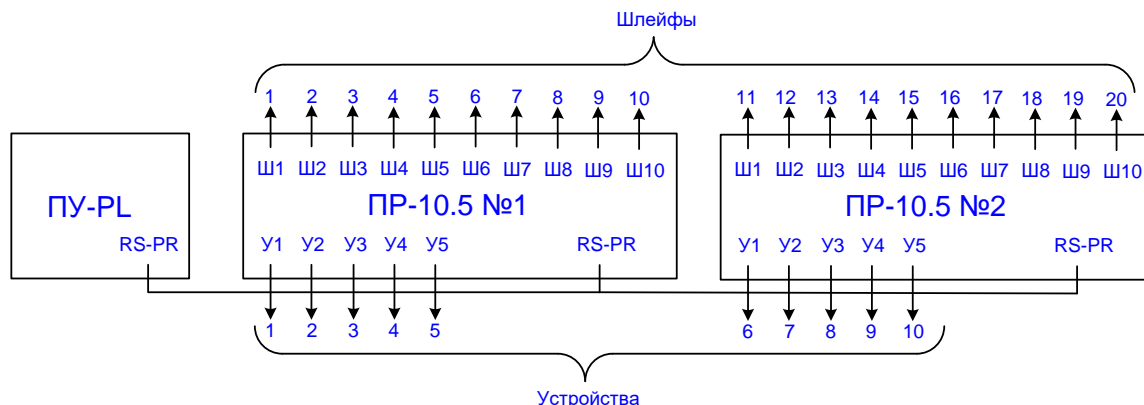 Шлейфы
1 2 3 4 5 6 7 8 9 10 11 12 13 14 15 16 17 18 19 20
Ш1 Ш2 Ш3 Ш4 Ш5 Ш6 Ш7 Ш8 Ш9 Ш10 Ш1 Ш2 Ш3 Ш4 Ш5 Ш6 Ш7 Ш8 Ш9 Ш10
ПУ-PL ПР-10.5 №1 ПР-10.5 №2
RS-PR У1 У2 У3 У4 У5 RS-PR У1 У2 У3 У4 У5 RS-PR
1 2 3 4 5 6 7 8 9 10
Устройства